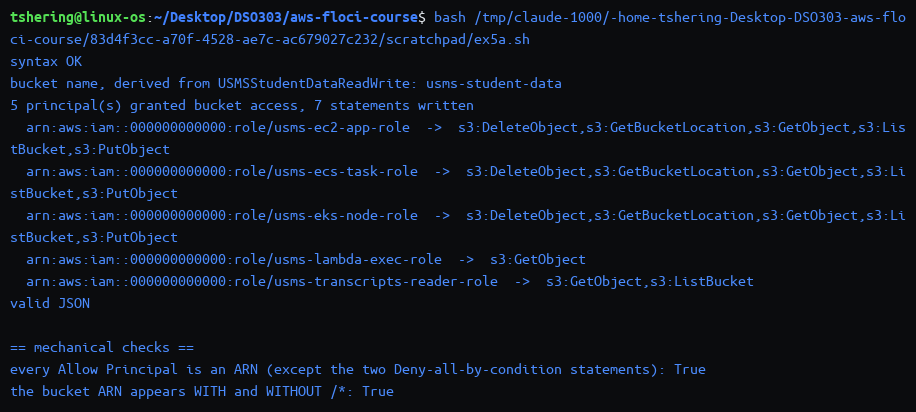 tshering@linux-os:~/Desktop/DSO303/aws-floci-course$ bash /tmp/claude-1000/-home-tshering-Desktop-DSO303-aws-flo
ci-course/83d4f3cc-a70f-4528-ae7c-ac679027c232/scratchpad/ex5a.sh
syntax OK
bucket name, derived from USMSStudentDataReadWrite: usms-student-data
5 principal(s) granted bucket access, 7 statements written
  arn:aws:iam::000000000000:role/usms-ec2-app-role  ->  s3:DeleteObject,s3:GetBucketLocation,s3:GetObject,s3:Lis
tBucket,s3:PutObject
  arn:aws:iam::000000000000:role/usms-ecs-task-role  ->  s3:DeleteObject,s3:GetBucketLocation,s3:GetObject,s3:Li
stBucket,s3:PutObject
  arn:aws:iam::000000000000:role/usms-eks-node-role  ->  s3:DeleteObject,s3:GetBucketLocation,s3:GetObject,s3:Li
stBucket,s3:PutObject
  arn:aws:iam::000000000000:role/usms-lambda-exec-role  ->  s3:GetObject
  arn:aws:iam::000000000000:role/usms-transcripts-reader-role  ->  s3:GetObject,s3:ListBucket
valid JSON

== mechanical checks ==
every Allow Principal is an ARN (except the two Deny-all-by-condition statements): True
the bucket ARN appears WITH and WITHOUT /*: True